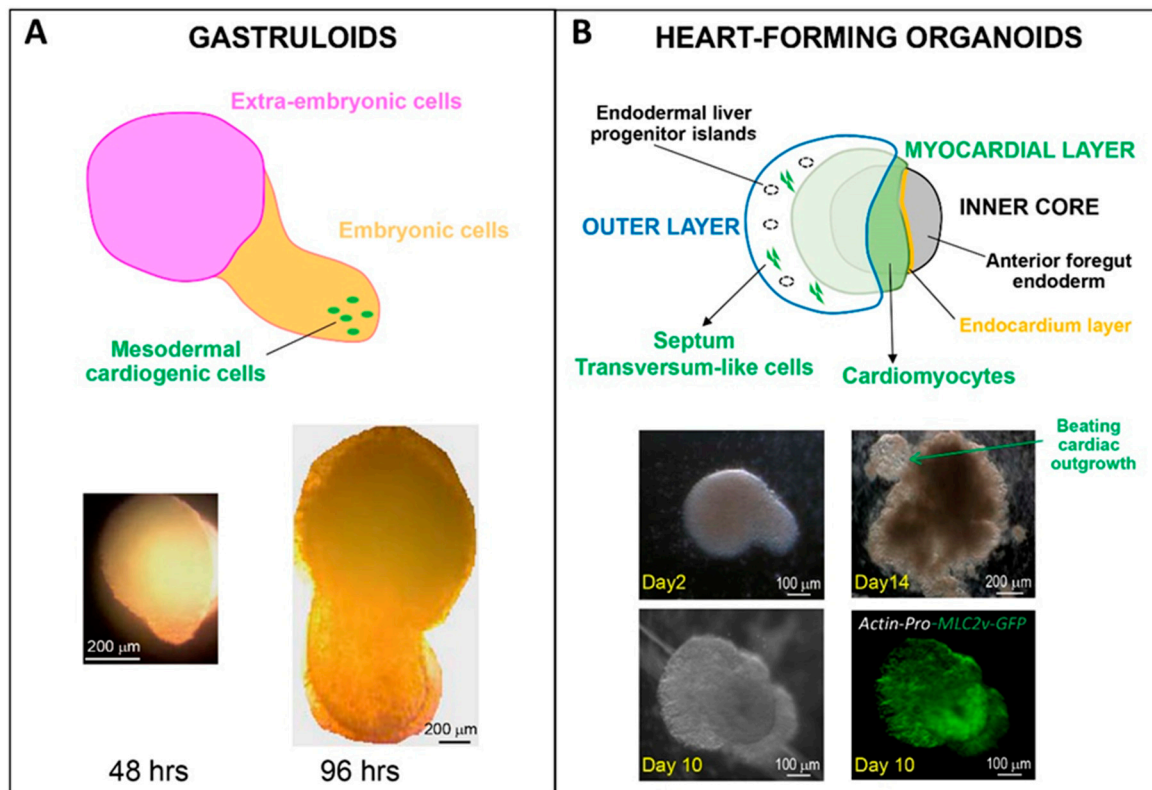 A
GASTRULOIDS
Extra-embryonic cells
Embryonic cells
Mesodermal
cardiogenic cells
200 μm
48 hrs
200 μm
96 hrs
B
HEART-FORMING ORGANOIDS
Endodermal liver
progenitor islands
MYOCARDIAL LAYER
OUTER LAYER
INNER CORE
Anterior foregut
endoderm
Endocardium layer
Septum
Transversum-like cells
Cardiomyocytes
Beating
cardiac
outgrowth
Day2
100 μm
Day14
200 μm
Day 10
100 μm
Actin-Pro-MLC2v-GFP
Day 10
100 μm